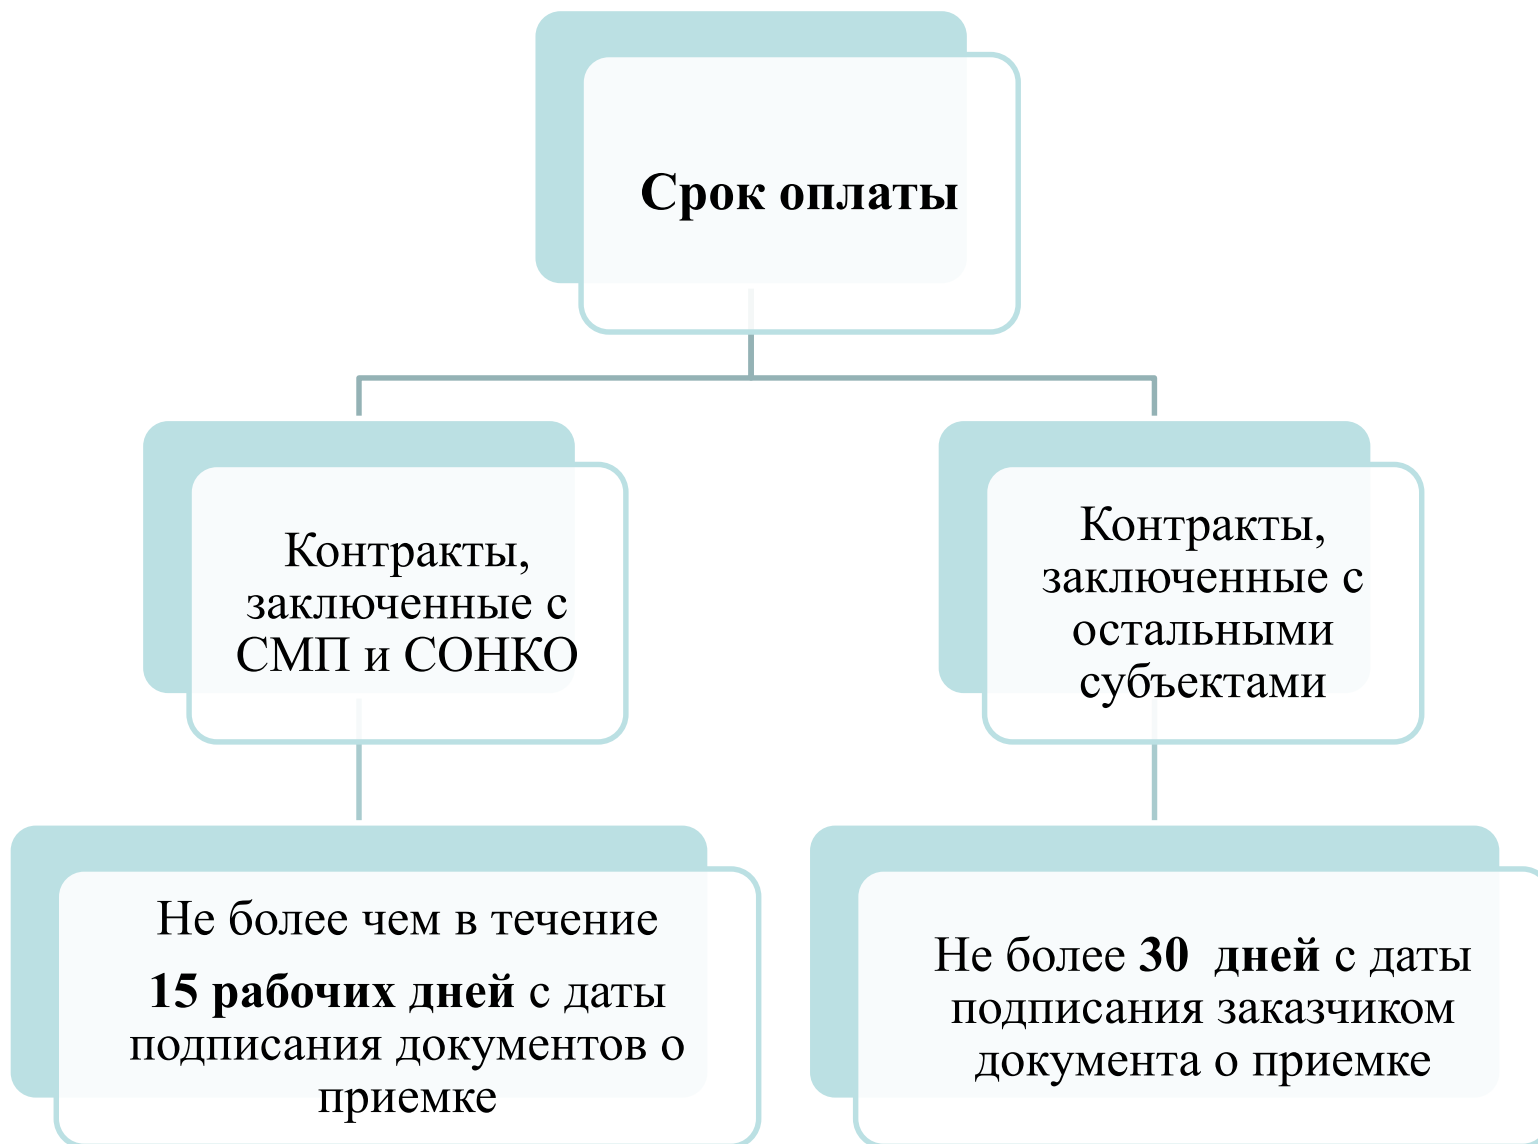 Срок оплаты
Контракты,
заключенные с
СМП и СОНКО
Контракты,
заключенные с
остальными
субъектами
Не более чем в течение
15 рабочих дней с даты
подписания документов о
приемке
Не более 30  дней с даты
подписания заказчиком
документа о приемке